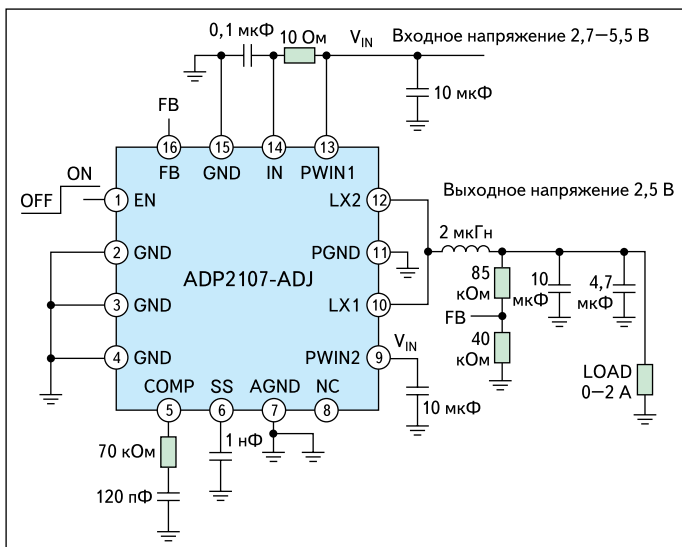 0,1 мкФ
10 Ом
V_IN
Входное напряжение 2,7–5,5 В
10 мкФ
FB
16
15
14
13
FB
GND
IN
PWIN1
ON
OFF
1
EN
LX2
12
Выходное напряжение 2,5 В
2 мкГн
2
GND
PGND
11
ADP2107-ADJ
85
кОм
10
мкФ
4,7
мкФ
3
GND
LX1
10
FB
40
кОм
V_IN
4
GND
PWIN2
9
LOAD
0–2 А
COMP
SS
AGND
NC
5
6
7
8
10 мкФ
70 кОм
1 нФ
120 пФ